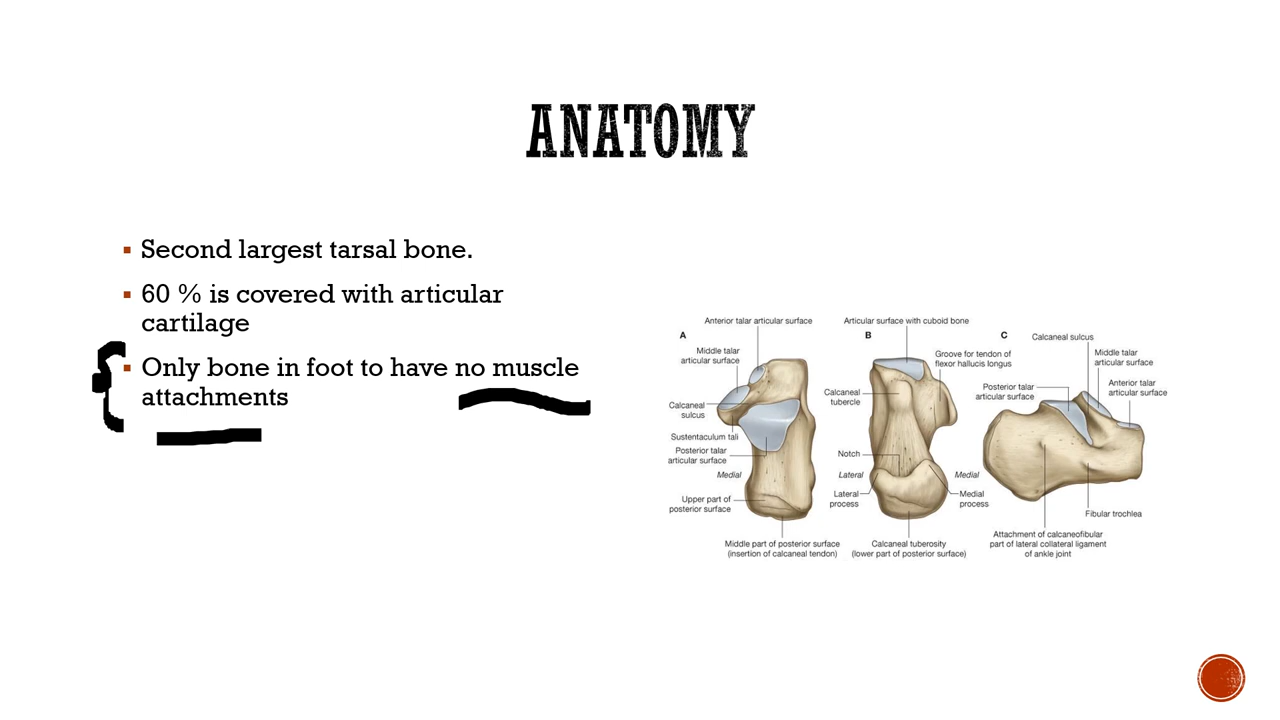 ANATOMY
Second largest tarsal bone.
60 % is covered with articular
cartilage
Only bone in foot to have no muscle
attachments
A
Anterior talar articular surface
Middle talar
articular surface
Calcaneal
sulcus
Sustentaculum tali
Posterior talar
articular surface
Medial
Upper part of
posterior surface
Middle part of posterior surface
(insertion of calcaneal tendon)
B
Articular surface with cuboid bone
Groove for tendon of
flexor hallucis longus
Calcaneal
tubercle
Notch
Lateral
Medial
Lateral
process
Medial
process
Calcaneal tuberosity
(lower part of posterior surface)
C
Calcaneal sulcus
Middle talar
articular surface
Posterior talar
articular surface
Anterior talar
articular surface
Fibular trochlea
Attachment of calcaneofibular
part of lateral collateral ligament
of ankle joint